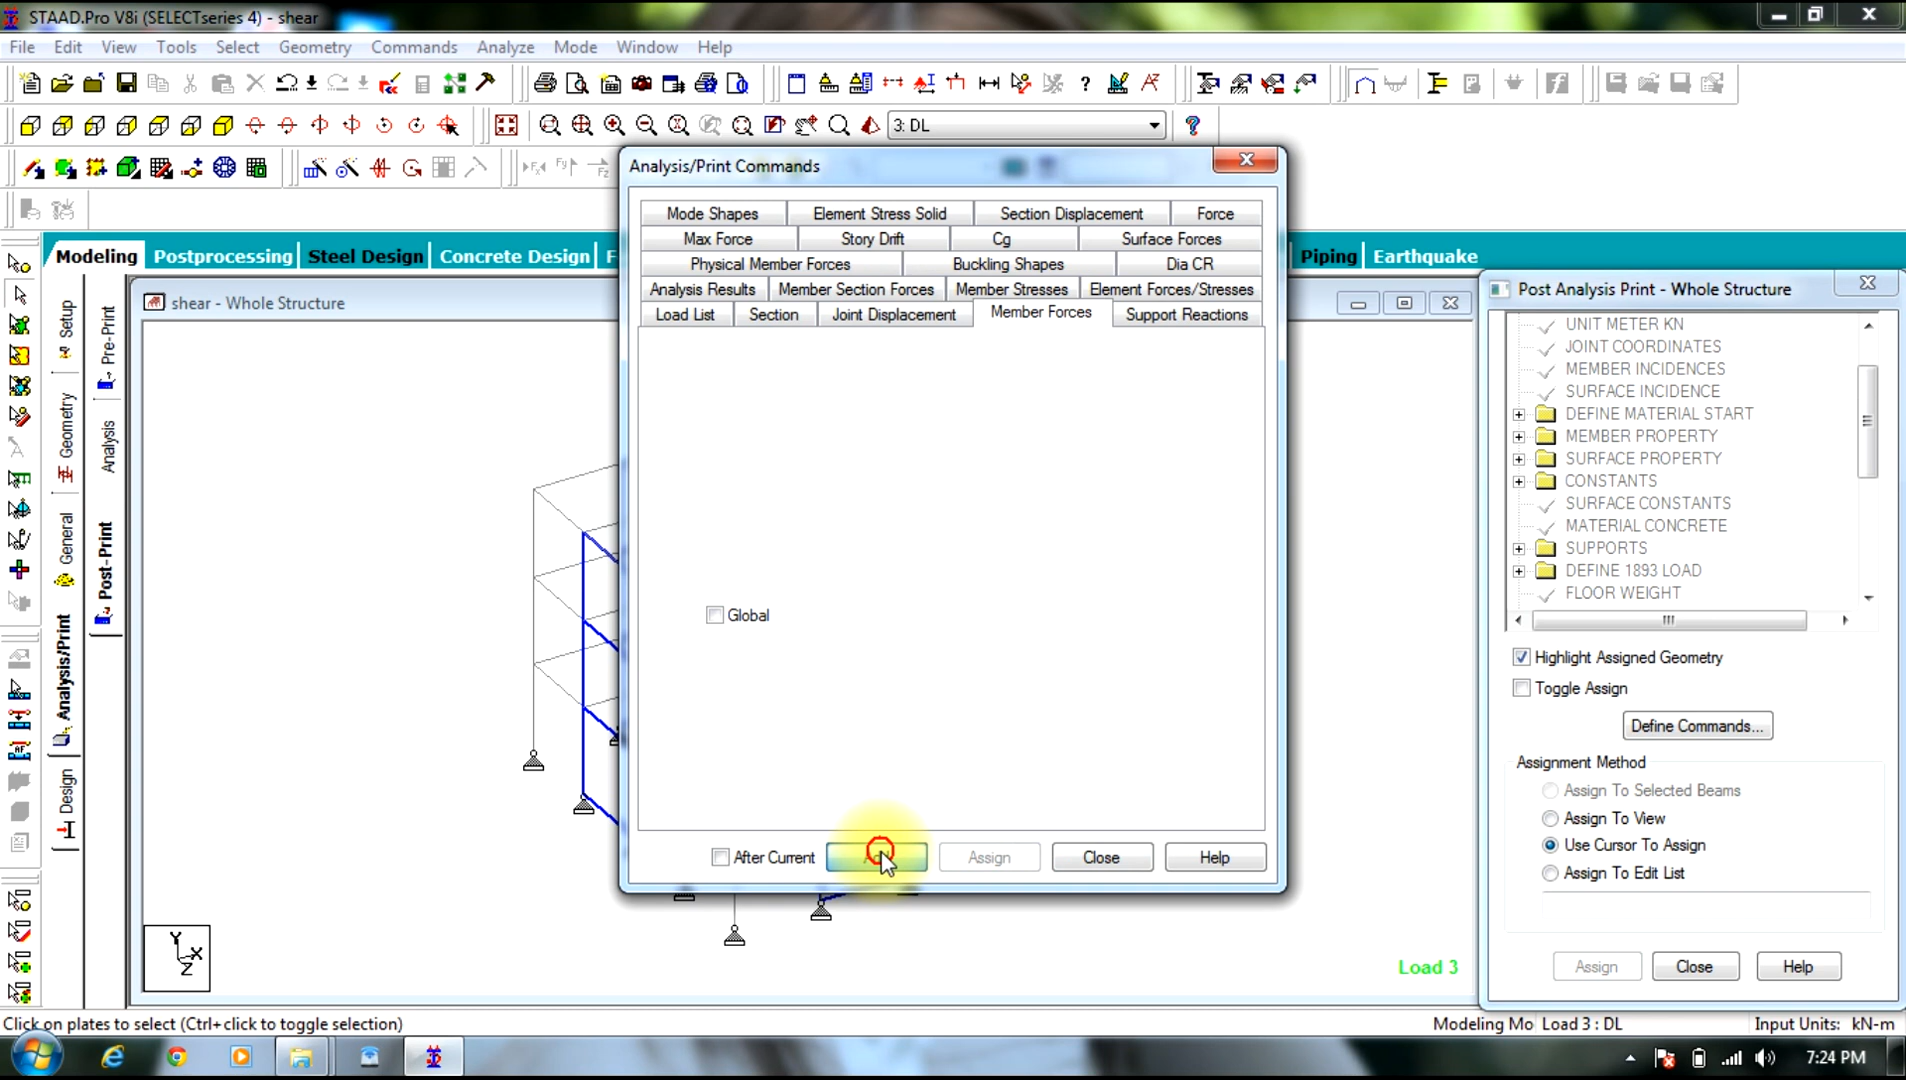 STAAD.Pro V8i (SELECTseries 4) - shear
File Edit View Tools Select Geometry Commands Analyze Mode Window Help
3: DL
Modeling Postprocessing Steel Design Concrete Design F Piping Earthquake
shear - Whole Structure
Setup
Geometry
General
Analysis/Print
Design
Pre-Print
Analysis
Post-Print
Analysis/Print Commands
Mode Shapes Element Stress Solid Section Displacement Force
Max Force Story Drift Cg Surface Forces
Physical Member Forces Buckling Shapes Dia CR
Analysis Results Member Section Forces Member Stresses Element Forces/Stresses
Load List Section Joint Displacement Member Forces Support Reactions
Global
After Current Assign Close Help
Y
X
Z
Load 3
Post Analysis Print - Whole Structure
UNIT METER KN
JOINT COORDINATES
MEMBER INCIDENCES
SURFACE INCIDENCE
DEFINE MATERIAL START
MEMBER PROPERTY
SURFACE PROPERTY
CONSTANTS
SURFACE CONSTANTS
MATERIAL CONCRETE
SUPPORTS
DEFINE 1893 LOAD
FLOOR WEIGHT
Highlight Assigned Geometry
Toggle Assign
Define Commands...
Assignment Method
Assign To Selected Beams
Assign To View
Use Cursor To Assign
Assign To Edit List
Assign Close Help
Click on plates to select (Ctrl+click to toggle selection) Modeling Mo Load 3 : DL Input Units: kN-m
7:24 PM